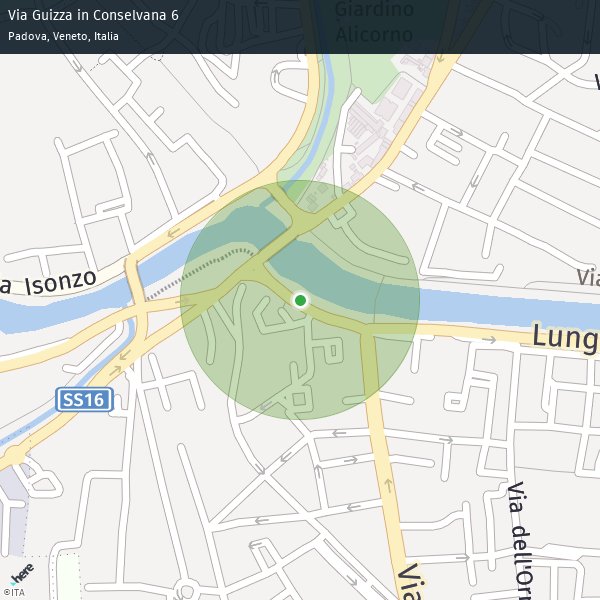 Via Guizza in Conselvana 6
Padova, Veneto, Italia
Giardino
Alicorno
a Isonzo
Via
Lung
SS16
Via dell'Orn
Via
here
©ITA